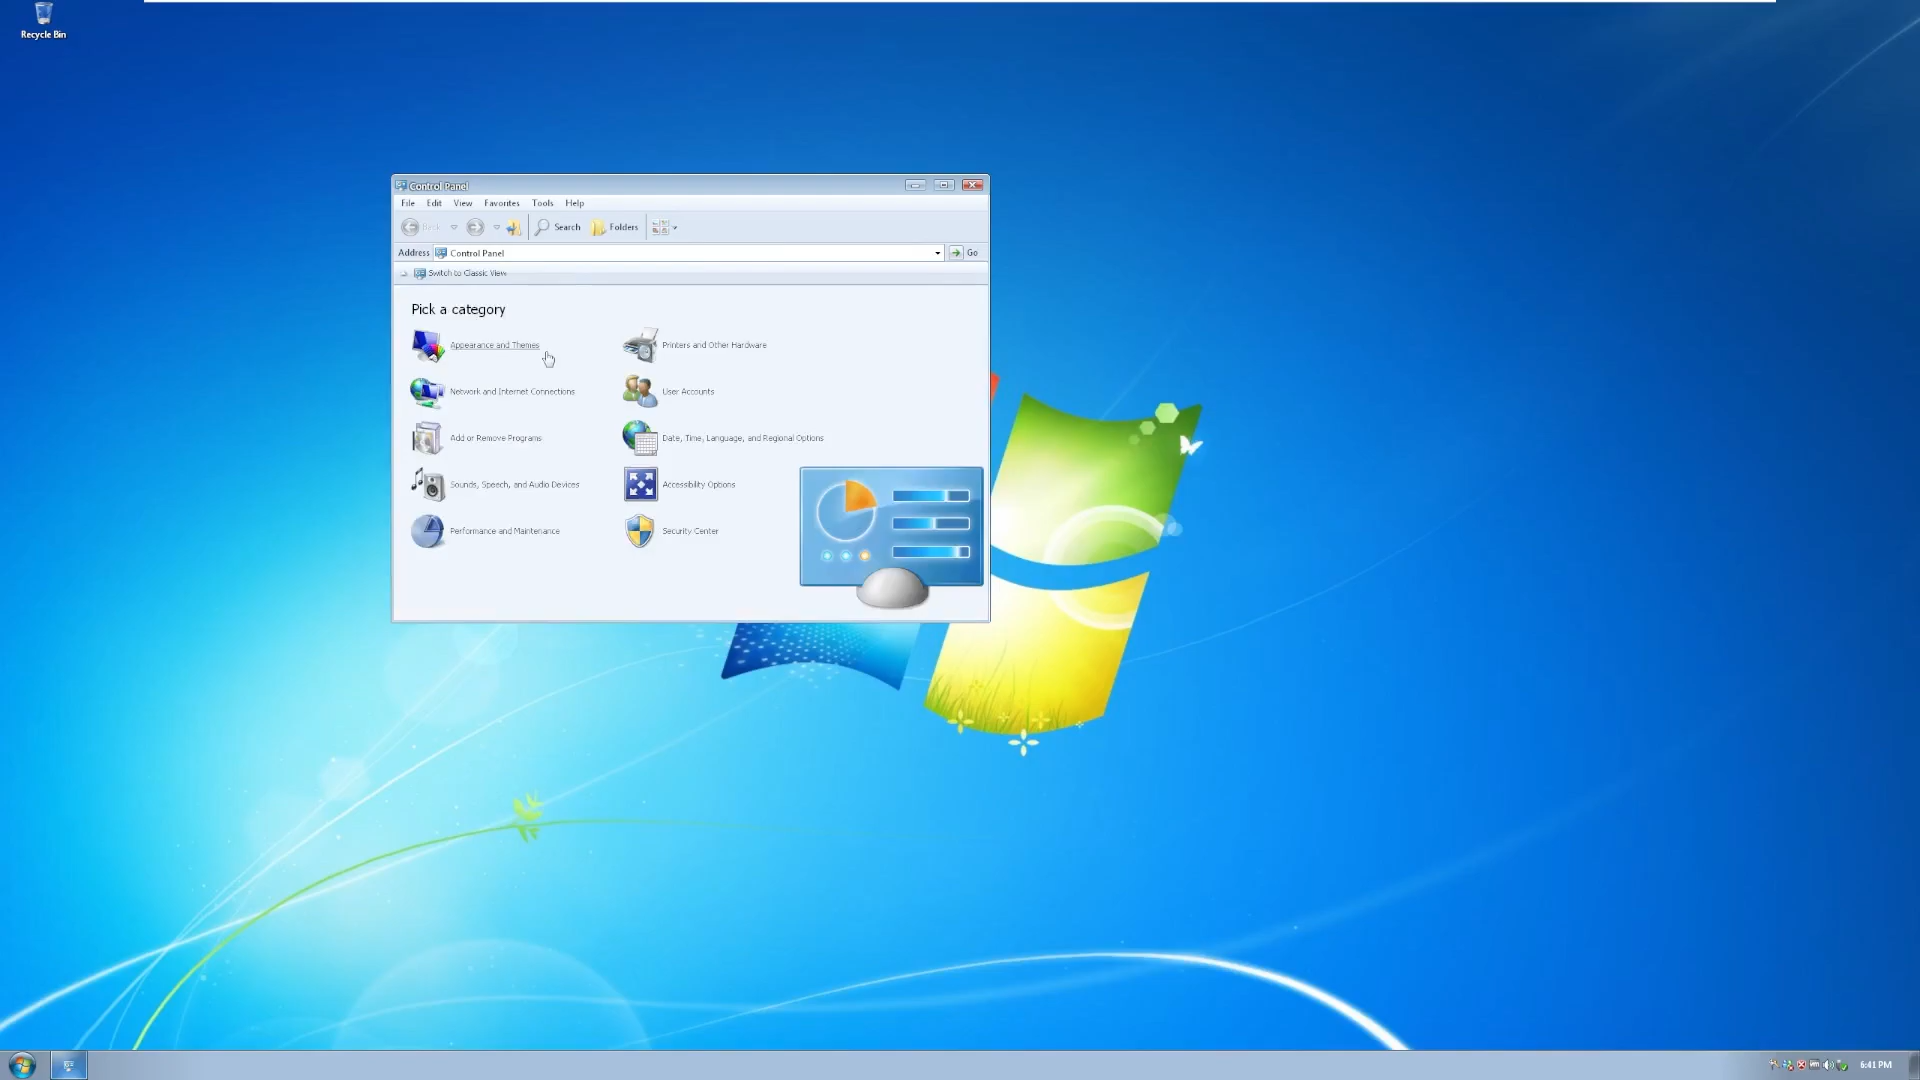 Recycle Bin
Control Panel
File Edit View Favorites Tools Help
Back Search Folders
Address Control Panel Go
Switch to Classic View
Pick a category
Appearance and Themes
Printers and Other Hardware
Network and Internet Connections
User Accounts
Add or Remove Programs
Date, Time, Language, and Regional Options
Sounds, Speech, and Audio Devices
Accessibility Options
Performance and Maintenance
Security Center
6:41 PM